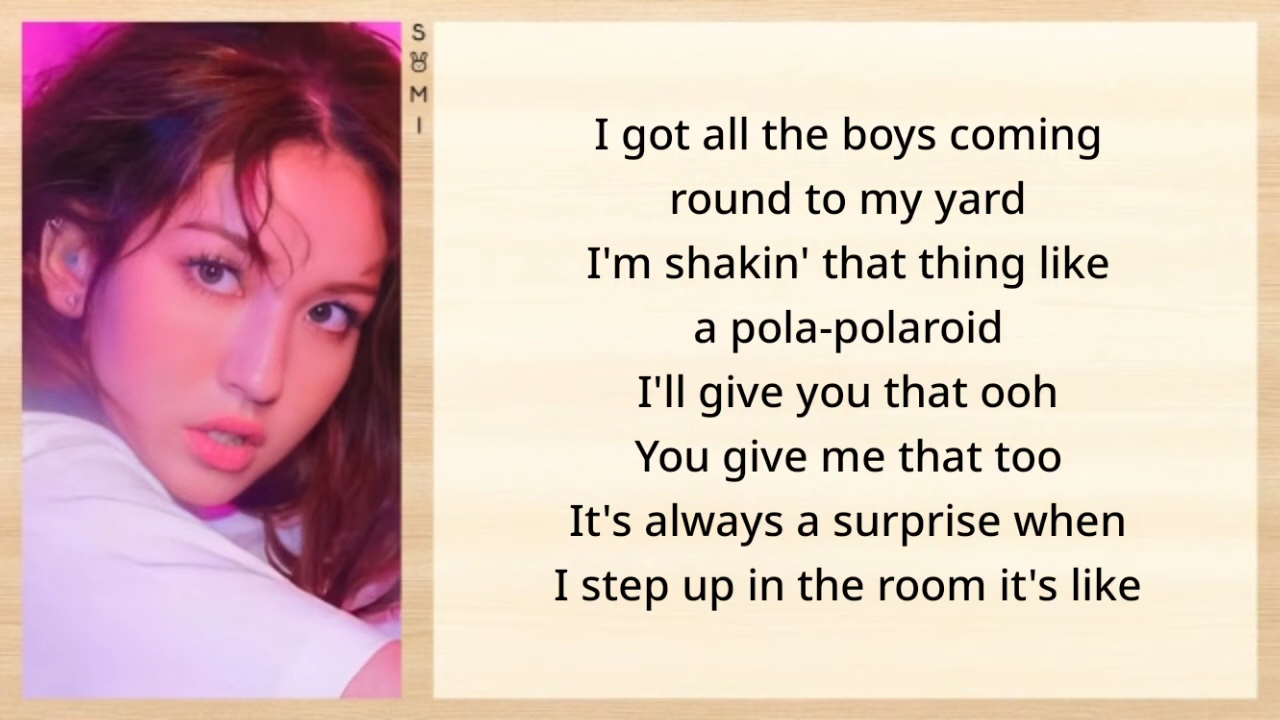 S
M
I
I got all the boys coming
round to my yard
I'm shakin' that thing like
a pola-polaroid
I'll give you that ooh
You give me that too
It's always a surprise when
I step up in the room it's like